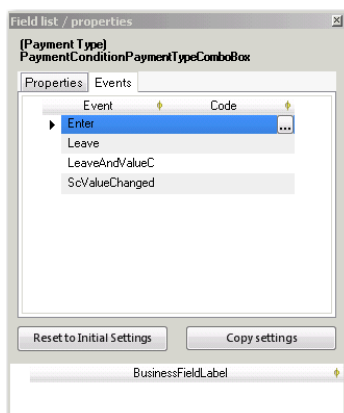 Field list / properties
(Payment Type)
PaymentConditionPaymentTypeComboBox
Properties Events
Event Code
Enter ...
Leave
LeaveAndValueC
ScValueChanged
Reset to Initial Settings Copy settings
BusinessFieldLabel